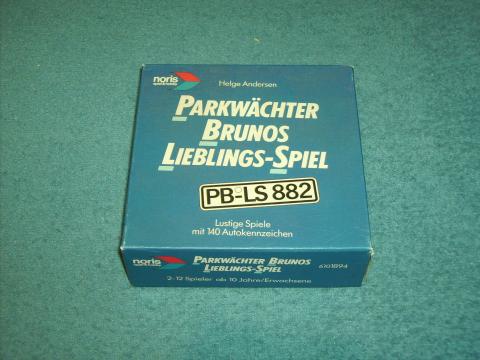 noris
Helge Andersen
PARKWÄCHTER
BRUNOS
LIEBLINGS-SPIEL
PB-LS 882
Lustige Spiele
mit 140 Autokennzeichen
noris
PARKWÄCHTER BRUNOS
LIEBLINGS-SPIEL
6101894
2-12 Spieler ab 10 Jahre/Erwachsene